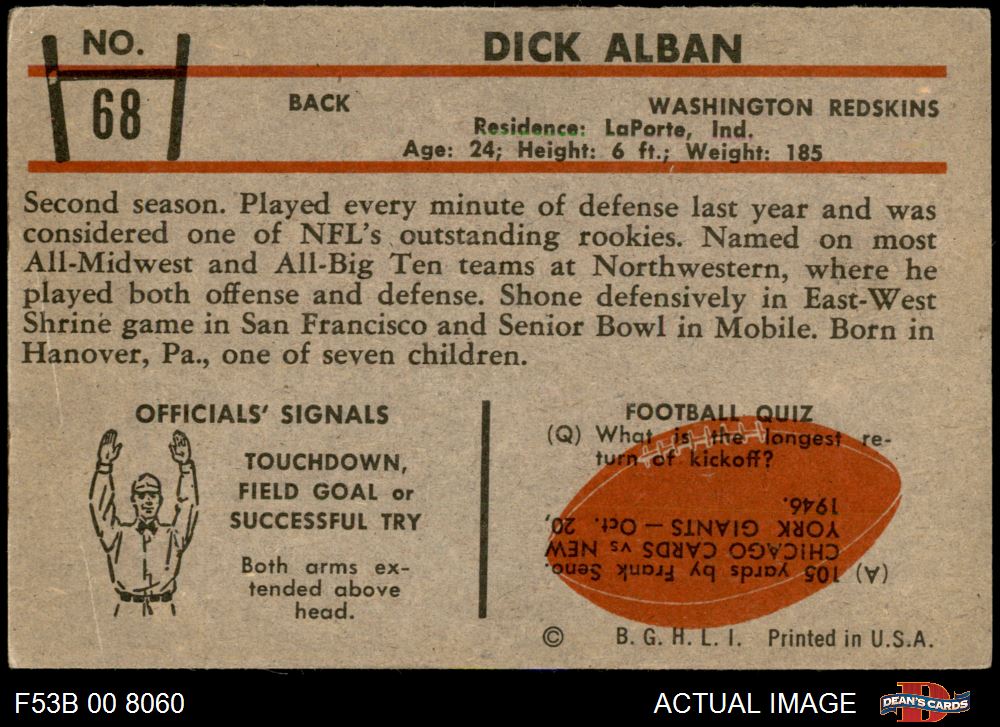 NO.
68
DICK ALBAN
BACK
WASHINGTON REDSKINS
Residence: LaPorte, Ind.
Age: 24; Height: 6 ft.; Weight: 185
Second season. Played every minute of defense last year and was
considered one of NFL's outstanding rookies. Named on most
All-Midwest and All-Big Ten teams at Northwestern, where he
played both offense and defense. Shone defensively in East-West
Shrine game in San Francisco and Senior Bowl in Mobile. Born in
Hanover, Pa., one of seven children.
OFFICIALS' SIGNALS
TOUCHDOWN,
FIELD GOAL or
SUCCESSFUL TRY
Both arms ex-
tended above
head.
FOOTBALL QUIZ
(Q) What is the longest re-
turn of kickoff?
(A) 105 yards by Frank Seno.
CHICAGO CARDS vs NEW
YORK GIANTS — Oct. 20,
1946.
© B. G. H. L. I. Printed in U.S.A.
F53B 00 8060
ACTUAL IMAGE
D
DEAN'S CARDS